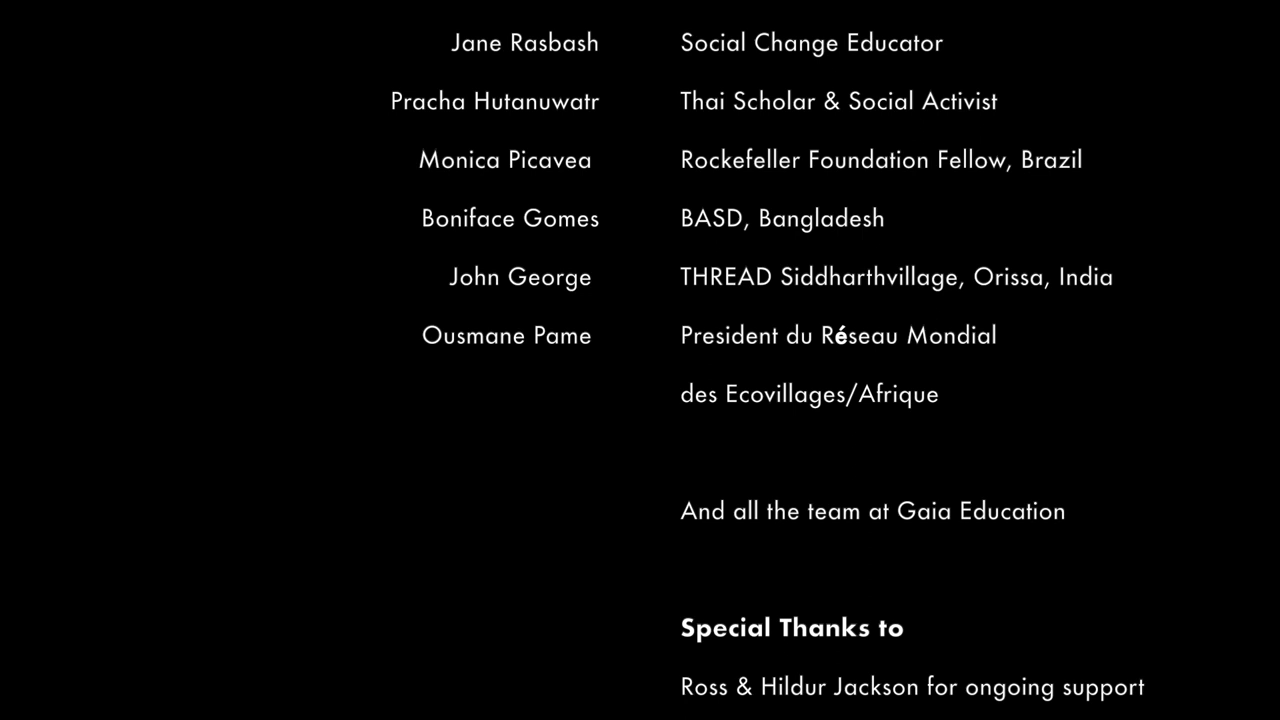 Jane Rasbash Social Change Educator
Pracha Hutanuwatr Thai Scholar & Social Activist
Monica Picavea Rockefeller Foundation Fellow, Brazil
Boniface Gomes BASD, Bangladesh
John George THREAD Siddharthvillage, Orissa, India
Ousmane Pame President du Réseau Mondial
des Ecovillages/Afrique
And all the team at Gaia Education
Special Thanks to
Ross & Hildur Jackson for ongoing support